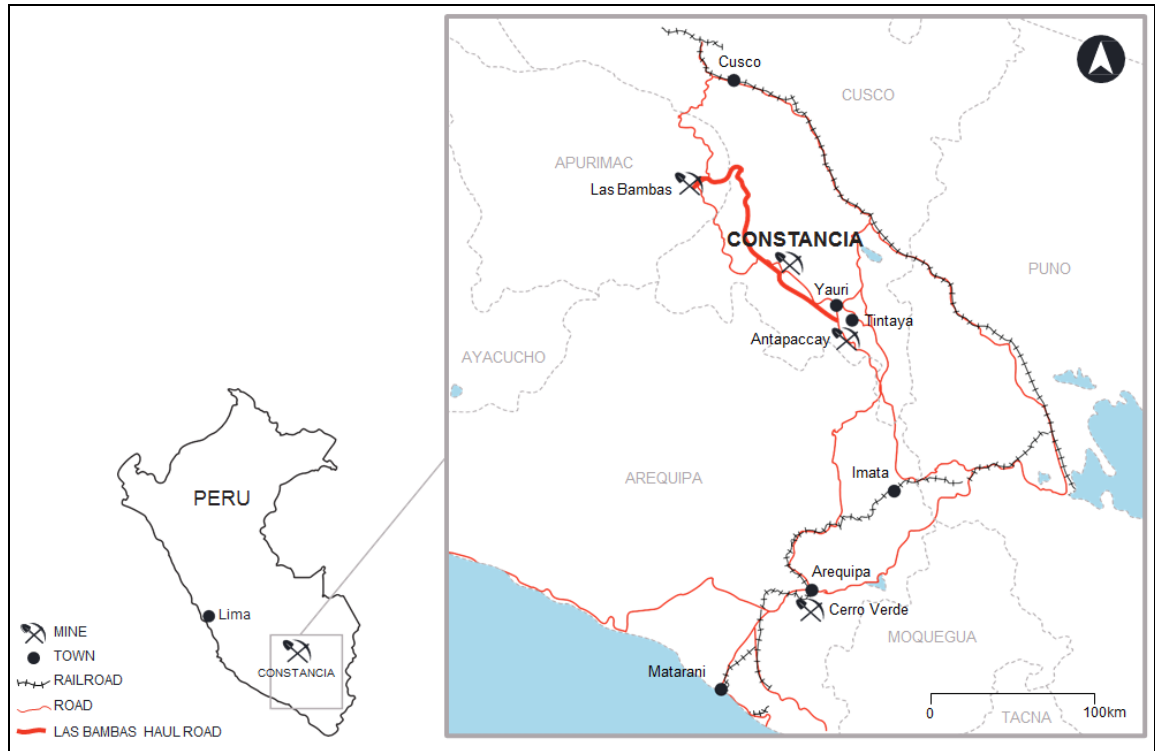 Cusco
CUSCO
APURIMAC
Las Bambas
CONSTANCIA
PUNO
Yauri
Tintaya
Antapaccay
AYACUCHO
AREQUIPA
Imata
PERU
Arequipa
Cerro Verde
Lima
MOQUEGUA
MINE
TOWN
CONSTANCIA
Matarani
RAILROAD
ROAD
0
100km
TACNA
LAS BAMBAS HAUL ROAD